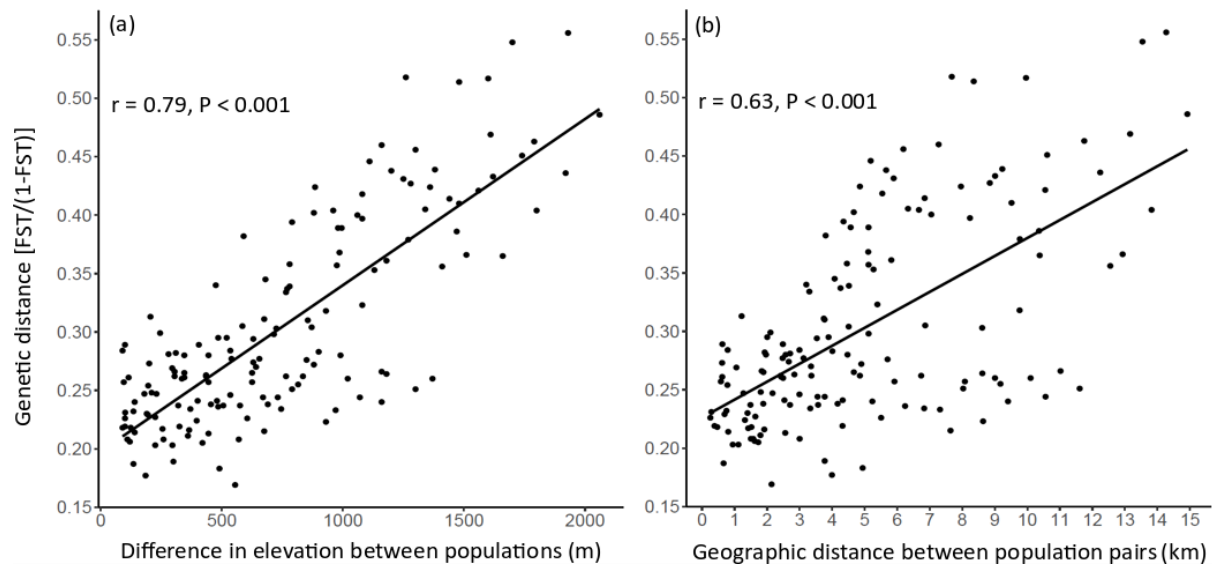 (a)
r = 0.79, P < 0.001
Genetic distance [FST/(1-FST)]
0.55
0.50
0.45
0.40
0.35
0.30
0.25
0.20
0.15
0 500 1000 1500 2000
Difference in elevation between populations (m)
(b)
r = 0.63, P < 0.001
0.55
0.50
0.45
0.40
0.35
0.30
0.25
0.20
0.15
0 1 2 3 4 5 6 7 8 9 10 11 12 13 14 15
Geographic distance between population pairs (km)